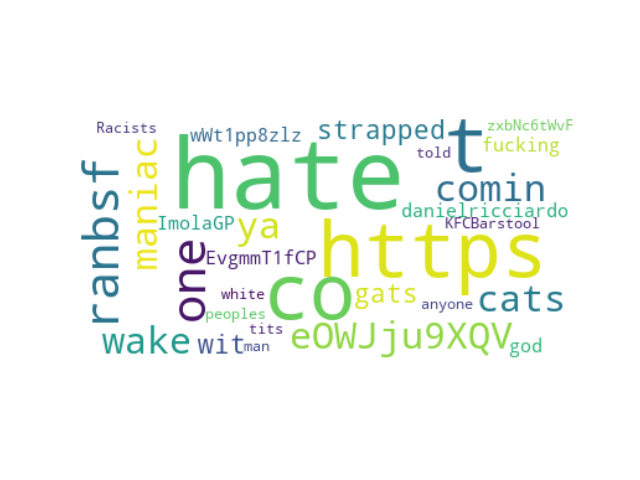 Racists
wWt1pp8zlz
strapped
t
zxbNc6tWvF
told
fucking
hate
maniac
ranbsf
comin
danielricciardo
ImolaGP
ya
KFCBarstool
https
one
EvgmmT1fCP
co
white
gats
anyone
cats
peoples
tits
eOWJju9XQV
wake
wit
man
god